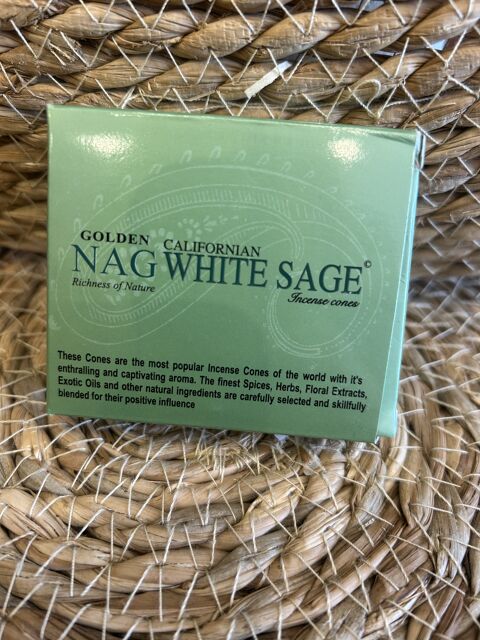 GOLDEN CALIFORNIAN
NAG WHITE SAGE©
Richness of Nature Incense cones
These Cones are the most popular Incense Cones of the world with it's
enthralling and captivating aroma. The finest Spices, Herbs, Floral Extracts,
Exotic Oils and other natural ingredients are carefully selected and skillfully
blended for their positive influence